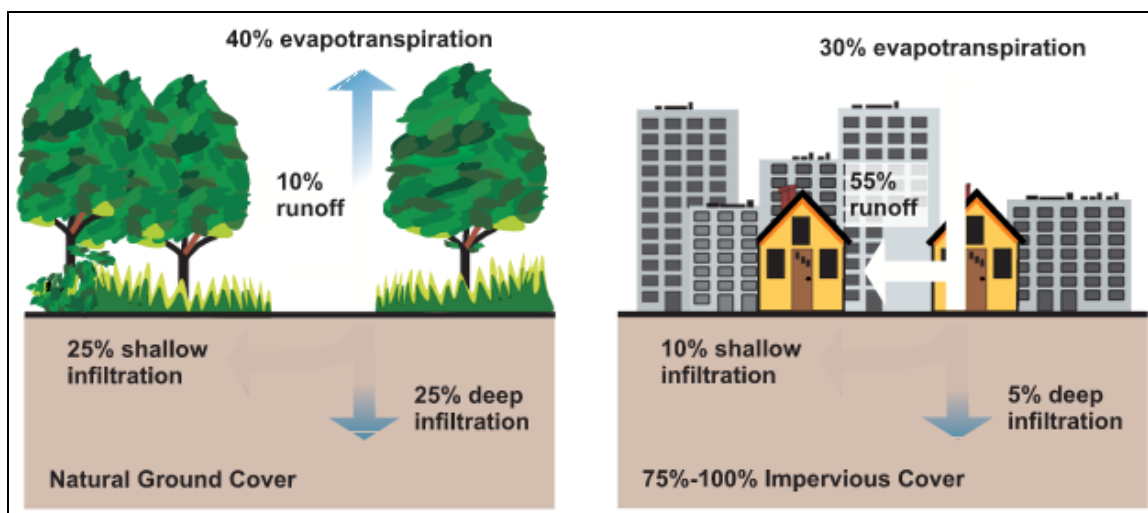 40% evapotranspiration
10%
runoff
25% shallow
infiltration
25% deep
infiltration
Natural Ground Cover
30% evapotranspiration
55%
runoff
10% shallow
infiltration
5% deep
infiltration
75%-100% Impervious Cover